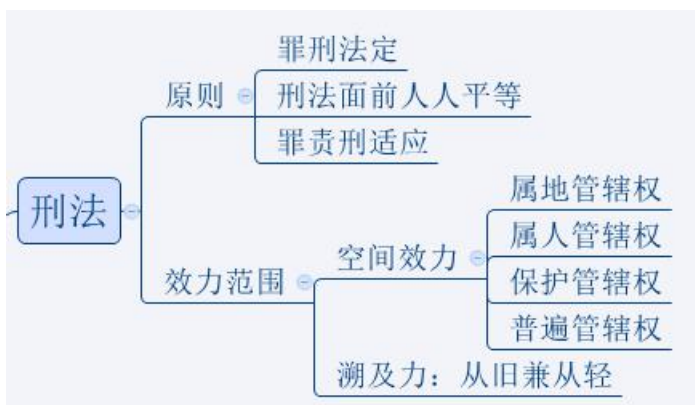 刑法
原则
罪刑法定
刑法面前人人平等
罪责刑适应
效力范围
空间效力
属地管辖权
属人管辖权
保护管辖权
普遍管辖权
溯及力：从旧兼从轻